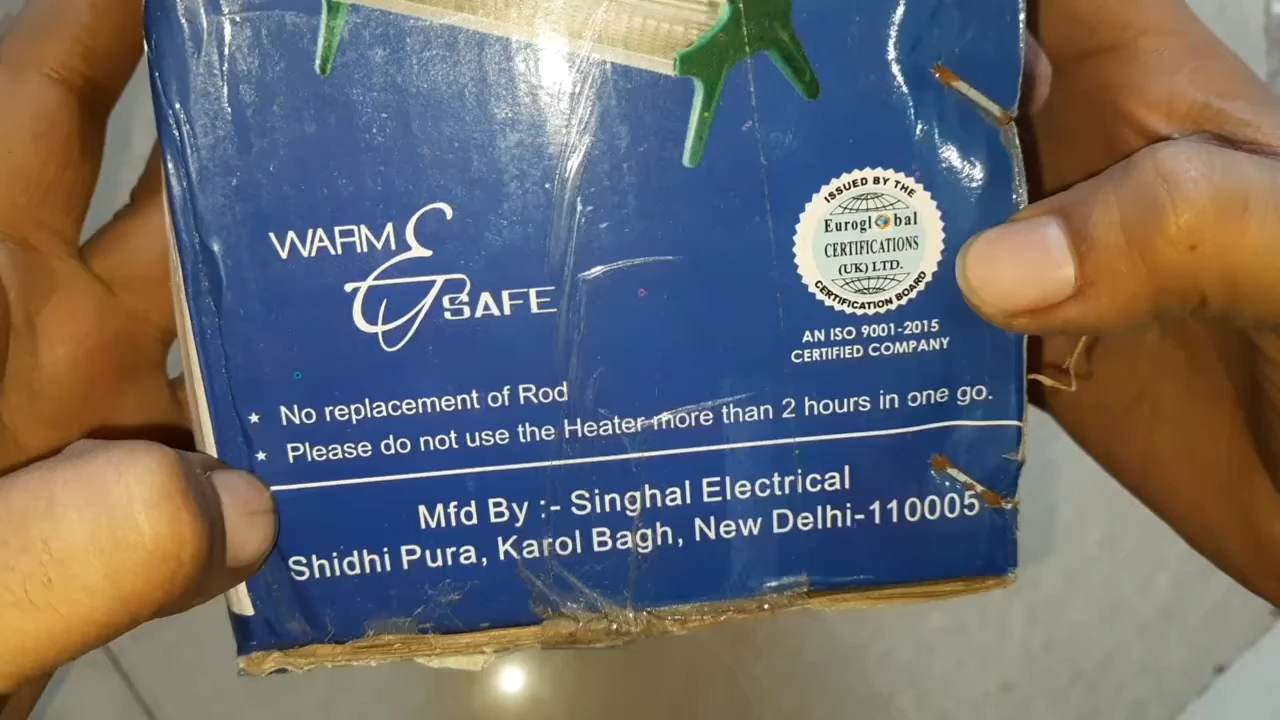 WARM &
& SAFE
ISSUED BY THE
Euroglobal
CERTIFICATIONS
(UK) LTD.
CERTIFICATION BOARD
AN ISO 9001-2015
CERTIFIED COMPANY
★ No replacement of Rod
★ Please do not use the Heater more than 2 hours in one go.
Mfd By :- Singhal Electrical
Shidhi Pura, Karol Bagh, New Delhi-110005